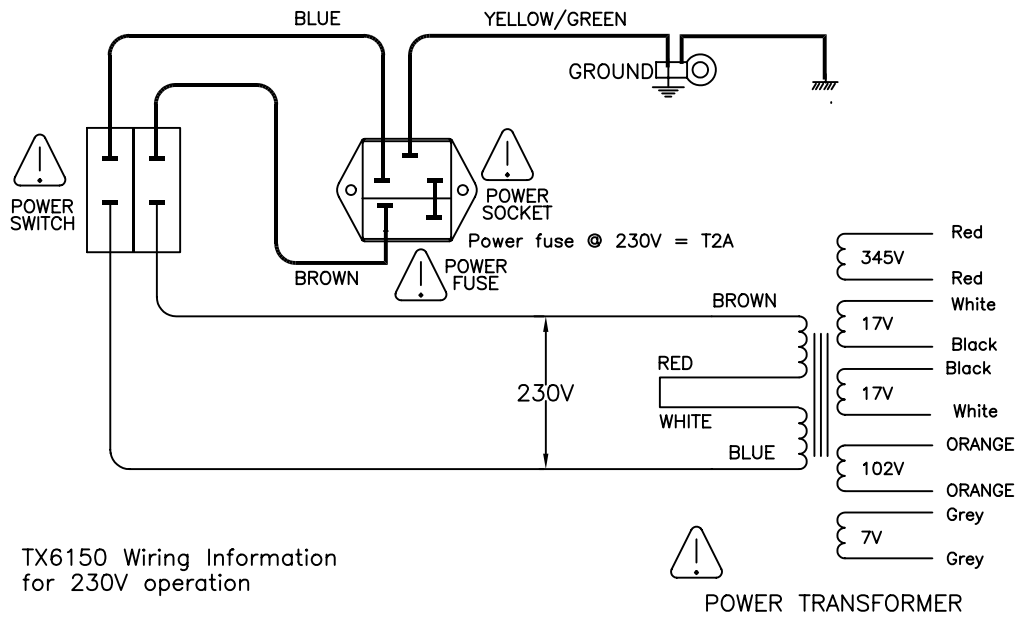 BLUE
YELLOW/GREEN
GROUND
POWER
SWITCH
POWER
SOCKET
Power fuse @ 230V = T2A
POWER
FUSE
BROWN
BROWN
RED
230V
WHITE
BLUE
Red
345V
Red
White
17V
Black
Black
17V
White
ORANGE
102V
ORANGE
Grey
7V
Grey
TX6150 Wiring Information
for 230V operation
POWER TRANSFORMER